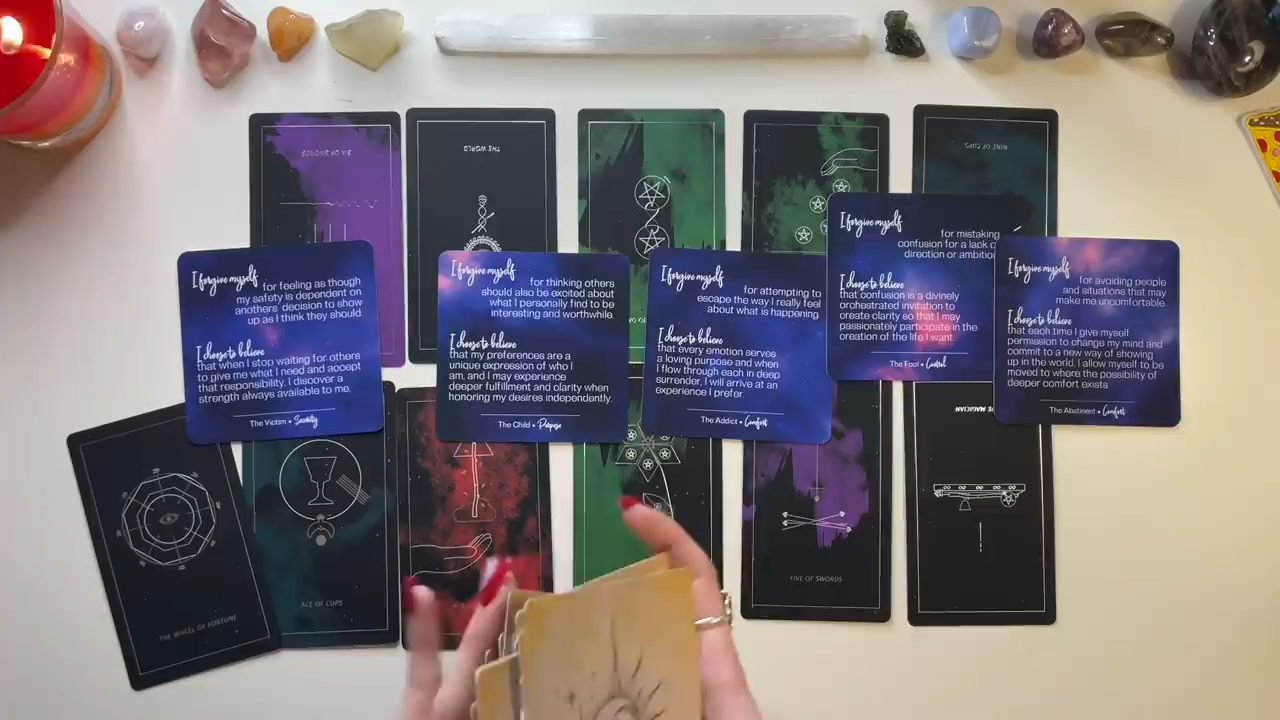 SIX OF SWORDS
THE WORLD
NINE OF CUPS
I forgive myself
for feeling as though
my safety is dependent on
anothers' decision to show
up as I think they should.
I choose to believe
that when I stop waiting for others
to give me what I need and accept
that responsibility, I discover a
strength always available to me.
The Victim • Security
I forgive myself
for thinking others
should also be excited about
what I personally find to be
interesting and worthwhile.
I choose to believe
that my preferences are a
unique expression of who I
am, and I may experience
deeper fulfillment and clarity when
honoring my desires independently.
The Child • Purpose
I forgive myself
for attempting to
escape the way I really feel
about what is happening.
I choose to believe
that every emotion serves
a loving purpose and when
I flow through each in deep
surrender, I will arrive at an
experience I prefer.
The Addict • Comfort
I forgive myself
for mistaking
confusion for a lack o
direction or ambition
I choose to believe
that confusion is a divinely
orchestrated invitation to
create clarity so that I may
passionately participate in the
creation of the life I want.
The Fool • Control
I forgive myself
for avoiding people
and situations that may
make me uncomfortable.
I choose to believe
that each time I give myself
permission to change my mind and
commit to a new way of showing
up in the world, I allow myself to be
moved to where the possibility of
deeper comfort exists.
The Abstinent • Comfort
THE WHEEL OF FORTUNE
ACE OF CUPS
FIVE OF SWORDS
MAGICIAN